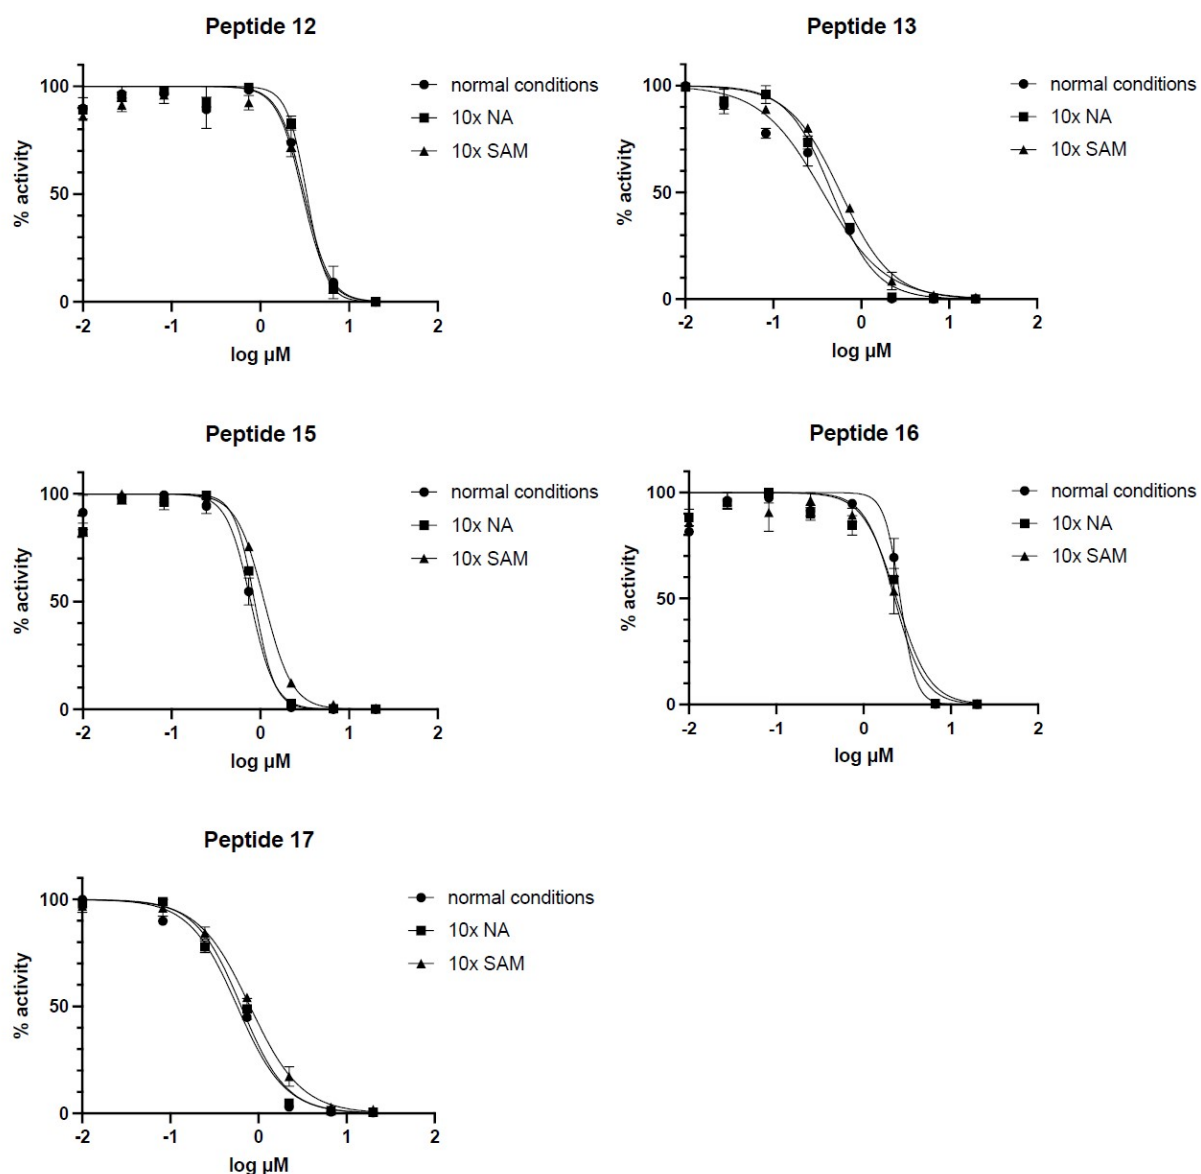 Peptide 12
100
50
0
% activity
-2 -1 0 1 2
log µM
normal conditions
10x NA
10x SAM
Peptide 13
100
50
0
% activity
-2 -1 0 1 2
log µM
normal conditions
10x NA
10x SAM
Peptide 15
100
50
0
% activity
-2 -1 0 1 2
log µM
normal conditions
10x NA
10x SAM
Peptide 16
100
50
0
% activity
-2 -1 0 1 2
log µM
normal conditions
10x NA
10x SAM
Peptide 17
100
50
0
% activity
-2 -1 0 1 2
log µM
normal conditions
10x NA
10x SAM